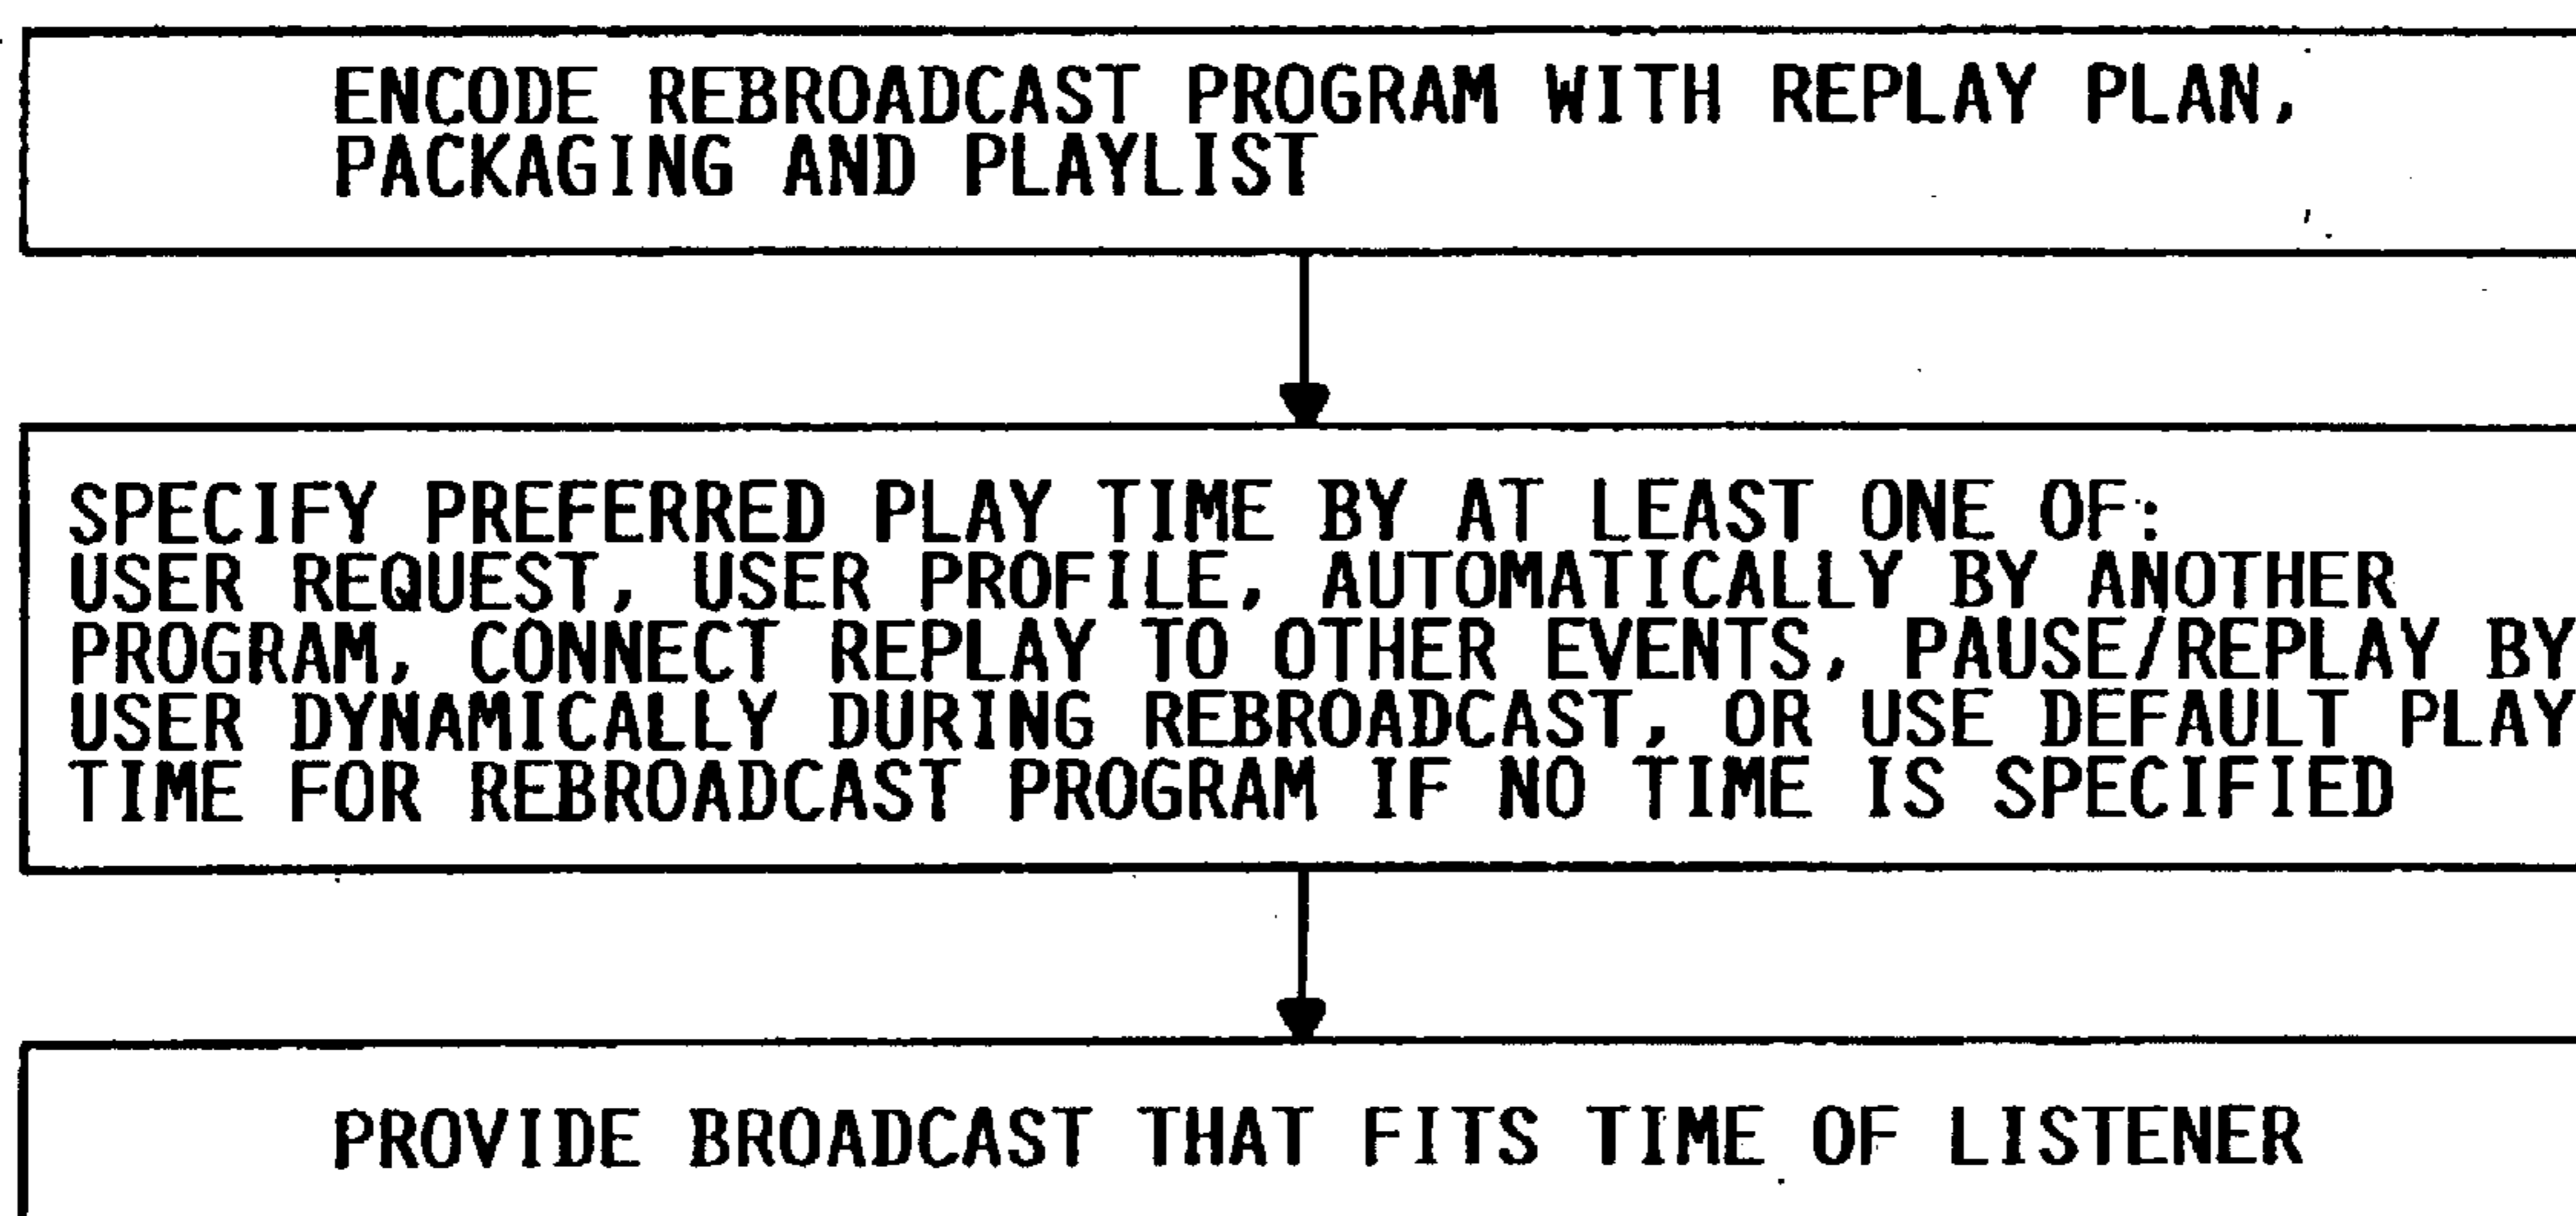 ENCODE REBROADCAST PROGRAM WITH REPLAY PLAN,
PACKAGING AND PLAYLIST
SPECIFY PREFERRED PLAY TIME BY AT LEAST ONE OF:
USER REQUEST, USER PROFILE, AUTOMATICALLY BY ANOTHER
PROGRAM, CONNECT REPLAY TO OTHER EVENTS, PAUSE/REPLAY BY
USER DYNAMICALLY DURING REBROADCAST, OR USE DEFAULT PLAY
TIME FOR REBROADCAST PROGRAM IF NO TIME IS SPECIFIED
PROVIDE BROADCAST THAT FITS TIME OF LISTENER